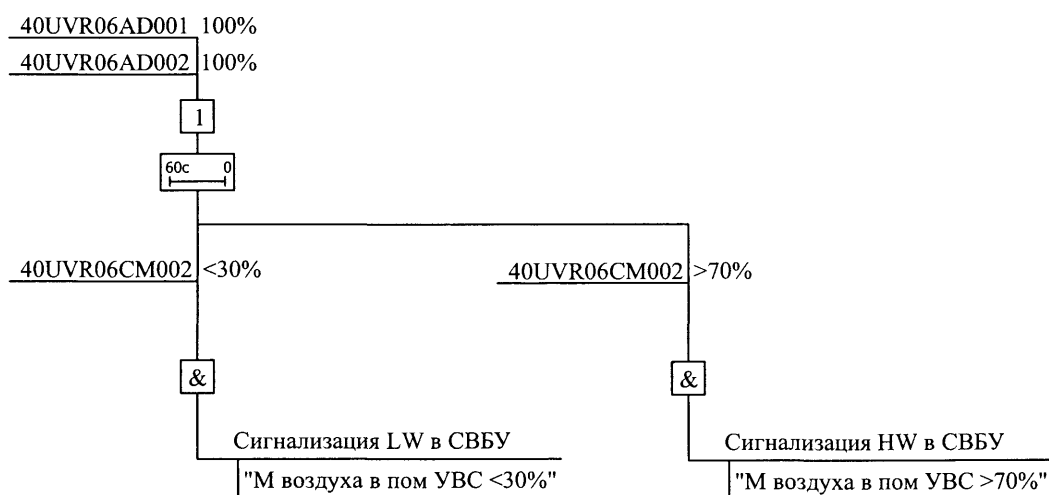 40UVR06AD001 100%
40UVR06AD002 100%
1
60с 0
40UVR06CM002 <30%
40UVR06CM002 >70%
&
&
Сигнализация LW в СВБУ
"М воздуха в пом УВС <30%"
Сигнализация HW в СВБУ
"М воздуха в пом УВС >70%"